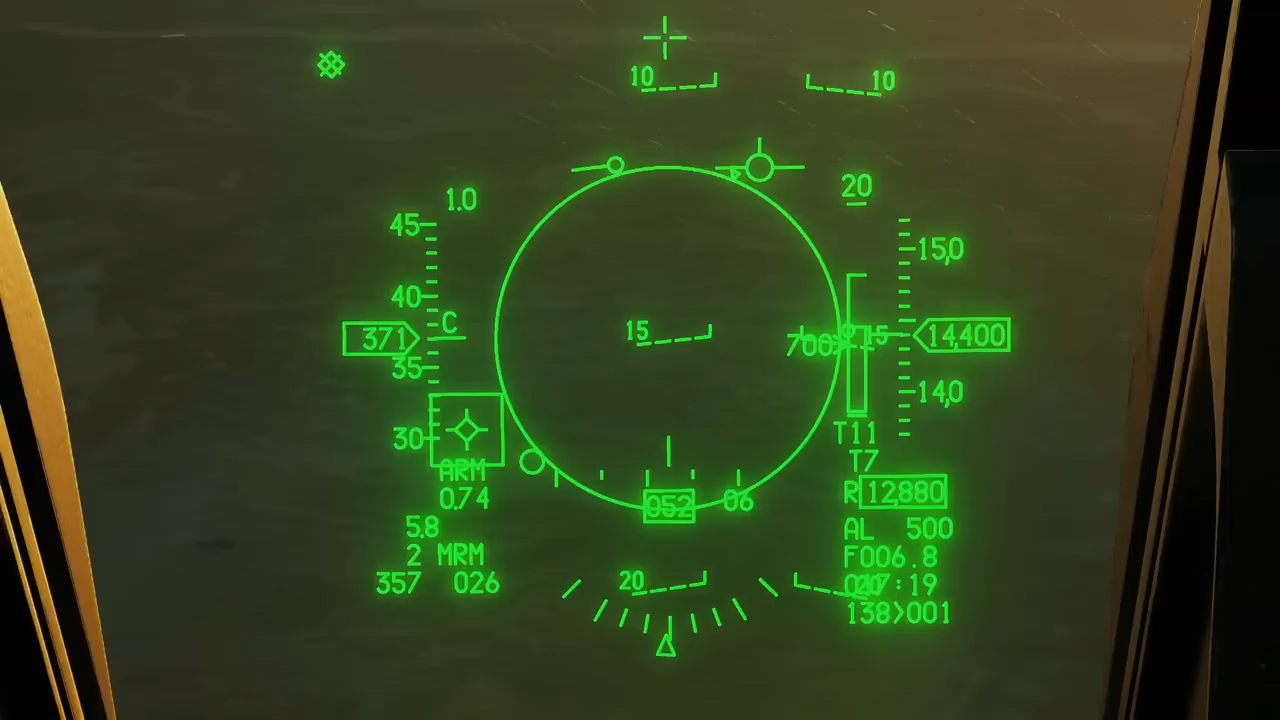 10 10
1.0 20
45 15,0
40
C
371 15 700 15 14,400
35
14,0
30
T11
ARM T7
0.74 R 12,880
052 06
5.8 AL 500
2 MRM F006.8
357 026 20 :19
138>001